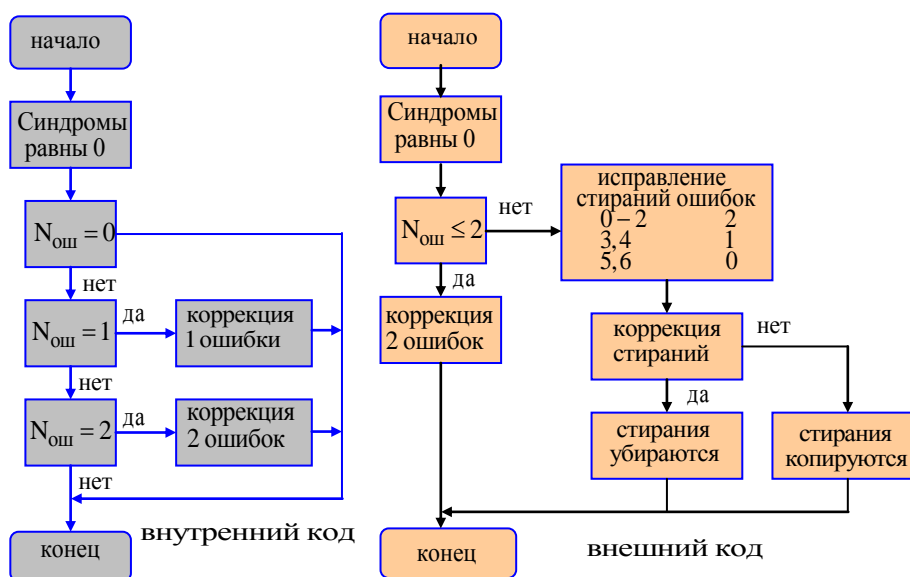 начало
Синдромы
равны 0
N_ош = 0
нет
N_ош = 1
да
коррекция
1 ошибки
нет
N_ош = 2
да
коррекция
2 ошибок
нет
конец
внутренний код
начало
Синдромы
равны 0
N_ош ≤ 2
нет
исправление
стираний ошибок
0 – 2 2
3,4 1
5,6 0
да
коррекция
2 ошибок
коррекция
стираний
нет
да
стирания
убираются
стирания
копируются
конец
внешний код